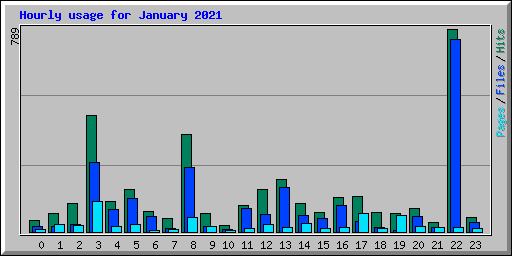 Hourly usage for January 2021
789
Pages / Files / Hits
0 1 2 3 4 5 6 7 8 9 10 11 12 13 14 15 16 17 18 19 20 21 22 23